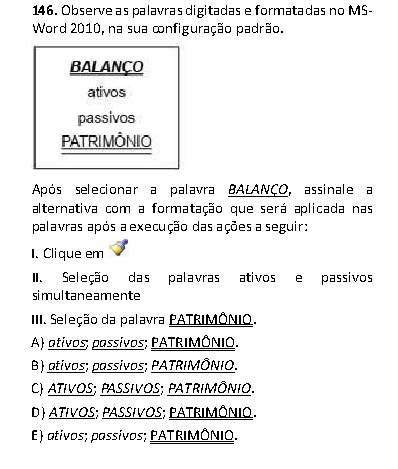 146. Observe as palavras digitadas e formatadas no MS-
Word 2010, na sua configuração padrão.
BALANÇO
ativos
passivos
PATRIMÔNIO
Após selecionar a palavra BALANÇO, assinale a
alternativa com a formatação que será aplicada nas
palavras após a execução das ações a seguir:
I. Clique em
II. Seleção das palavras ativos e passivos
simultaneamente
III. Seleção da palavra PATRIMÔNIO.
A) ativos; passivos; PATRIMÔNIO.
B) ativos; passivos; PATRIMÔNIO.
C) ATIVOS; PASSIVOS; PATRIMÔNIO.
D) ATIVOS; PASSIVOS; PATRIMÔNIO.
E) ativos; passivos; PATRIMÔNIO.